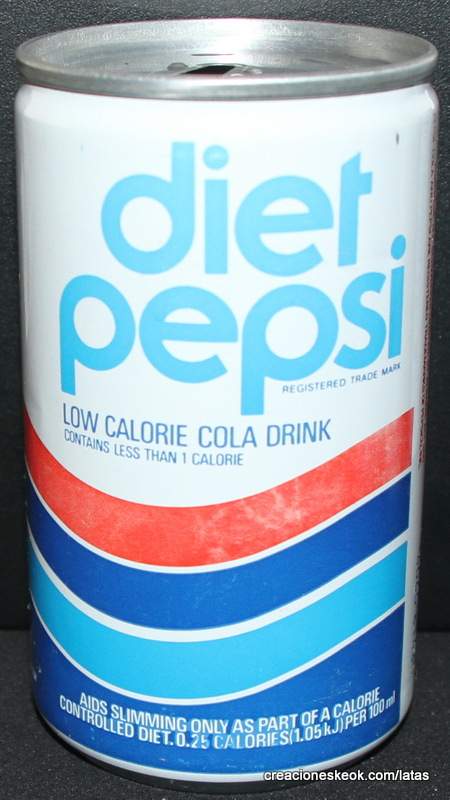 diet
pepsi
REGISTERED TRADE MARK
LOW CALORIE COLA DRINK
CONTAINS LESS THAN 1 CALORIE
AIDS SLIMMING ONLY AS PART OF A CALORIE
CONTROLLED DIET. 0.25 CALORIES (1.05 kJ) PER 100 ml
creacioneskeok.com/latas